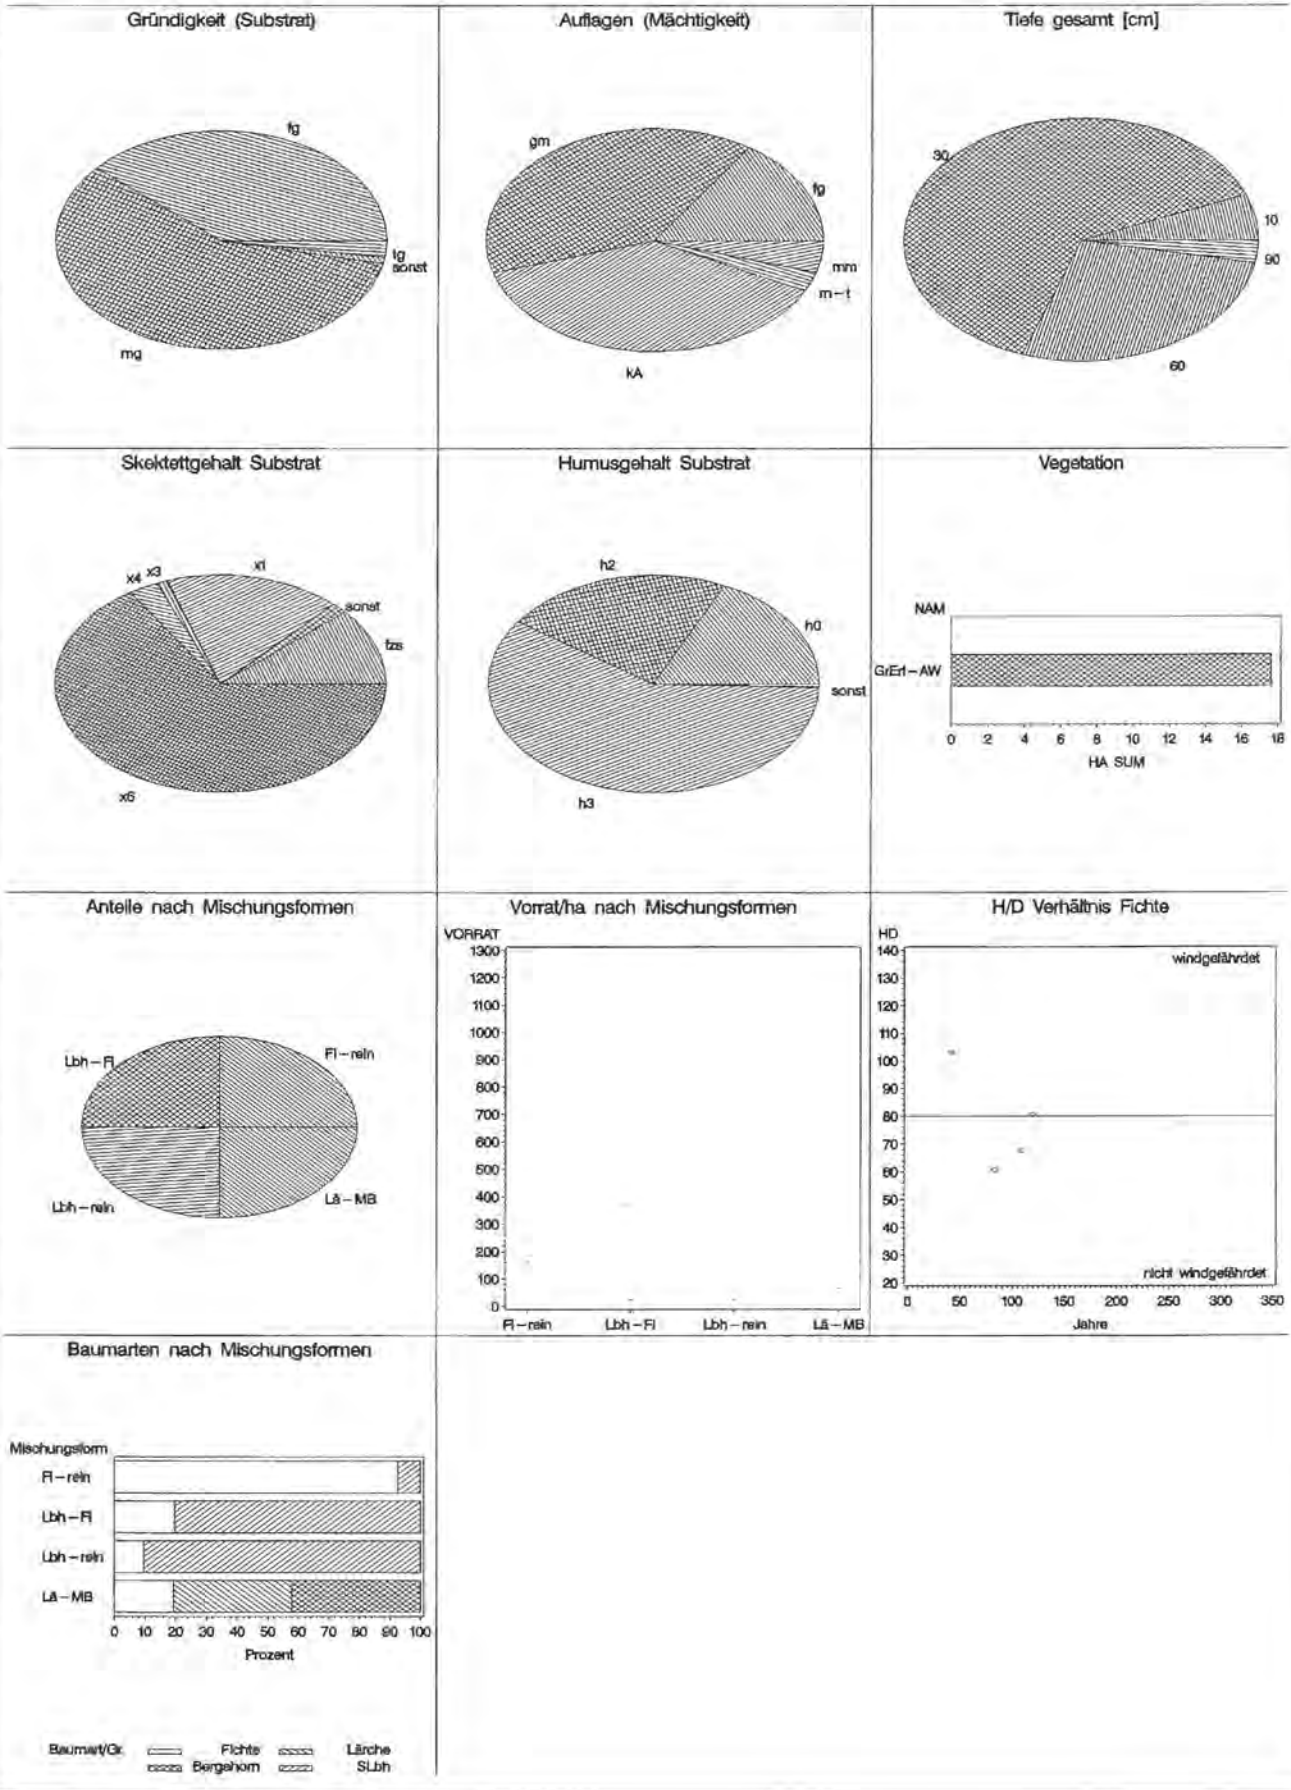 Gründigkeit (Substrat)
fg
tg
sonst
mg
Auflagen (Mächtigkeit)
gm
fg
mm
m-t
kA
Tiefe gesamt [cm]
30
10
90
60
Skektettgehalt Substrat
x4 x3 x1
sonst
fzs
x6
Humusgehalt Substrat
h2
h0
sonst
h3
Vegetation
NAM
GrErl-AW
0 2 4 6 8 10 12 14 16 18
HA SUM
Anteile nach Mischungsformen
Lbh-Fi
Fi-rein
Lbh-rein
Lä-MB
Vorrat/ha nach Mischungsformen
VORRAT
1300
1200
1100
1000
900
800
700
600
500
400
300
200
100
0
Fi-rein Lbh-Fi Lbh-rein Lä-MB
H/D Verhältnis Fichte
HD
140
windgefährdet
130
120
110
100
90
80
70
60
50
40
30
nicht windgefährdet
20
0 50 100 150 200 250 300 350
Jahre
Baumarten nach Mischungsformen
Mischungsform
Fi-rein
Lbh-Fi
Lbh-rein
Lä-MB
0 10 20 30 40 50 60 70 80 90 100
Prozent
Baumart/Gr. Fichte Lärche
Bergahorn SLbh